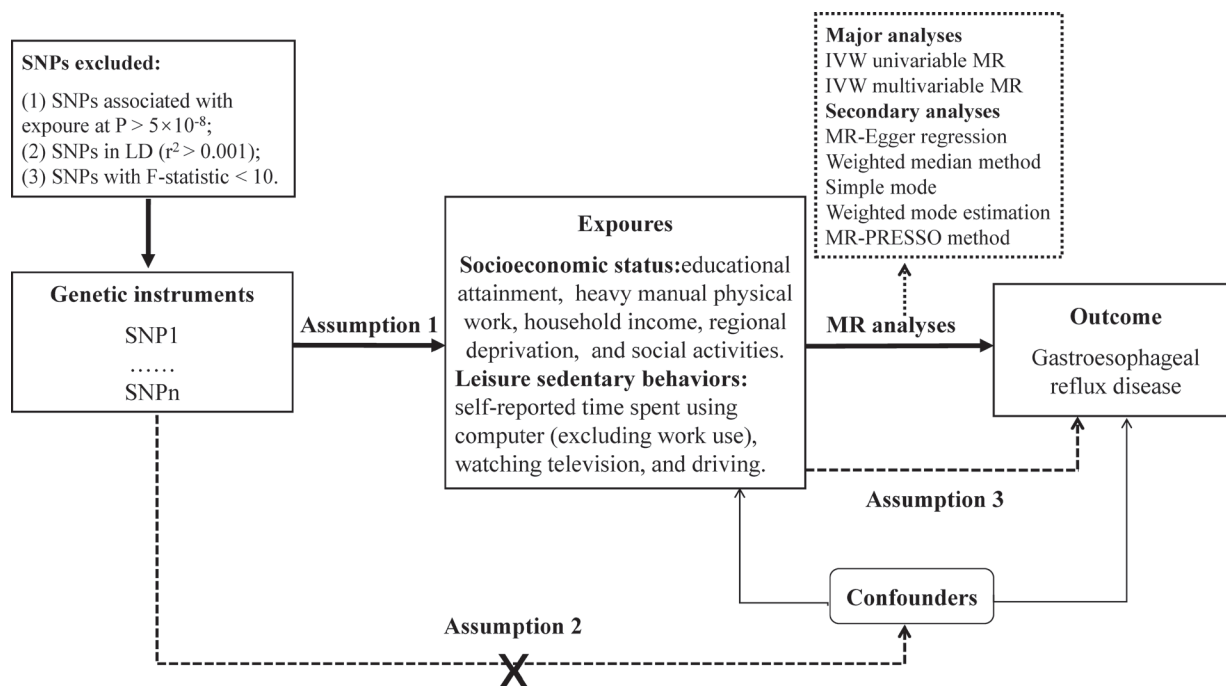 SNPs excluded:
(1) SNPs associated with
expoure at P > 5×10⁻⁸;
(2) SNPs in LD (r² > 0.001);
(3) SNPs with F-statistic < 10.
Major analyses
IVW univariable MR
IVW multivariable MR
Secondary analyses
MR-Egger regression
Weighted median method
Simple mode
Weighted mode estimation
MR-PRESSO method
Genetic instruments
SNP1
……
SNPn
Assumption 1
Expoures
Socioeconomic status:educational
attainment, heavy manual physical
work, household income, regional
deprivation, and social activities.
Leisure sedentary behaviors:
self-reported time spent using
computer (excluding work use),
watching television, and driving.
MR analyses
Outcome
Gastroesophageal
reflux disease
Assumption 3
Confounders
Assumption 2
X